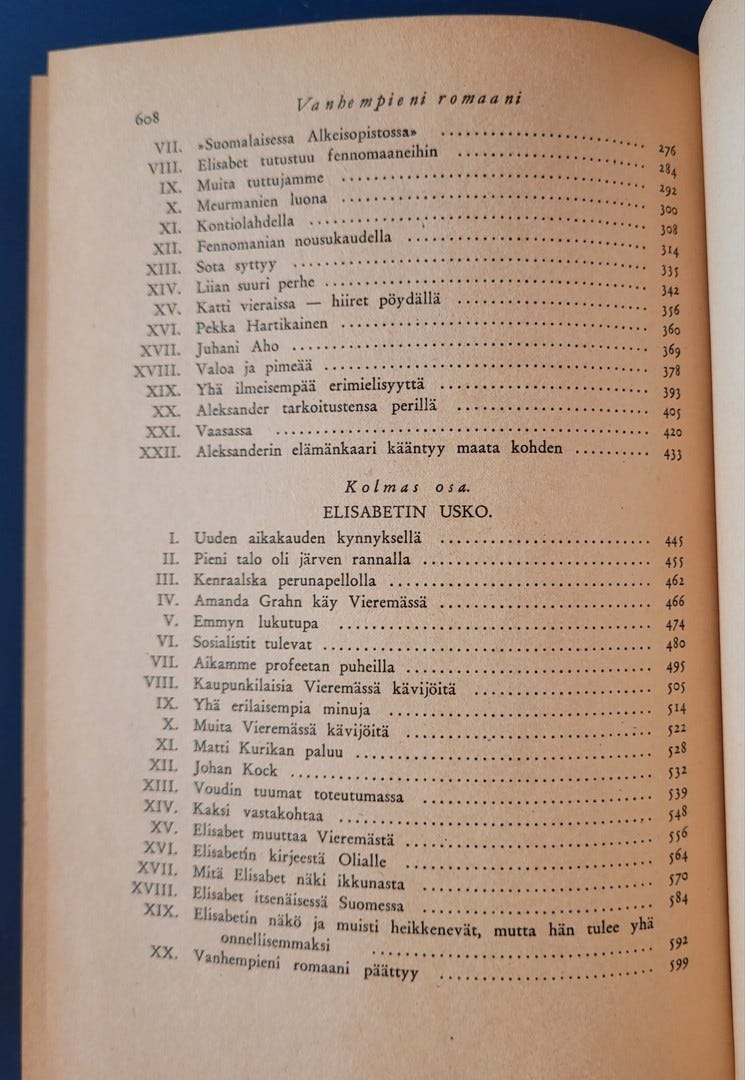 608 Vanhempieni romaani
VII. »Suomalaisessa Alkeisopistossa» 276
VIII. Elisabet tutustuu fennomaaneihin 284
IX. Muita tuttujamme 292
X. Meurmanien luona 300
XI. Kontiolahdella 308
XII. Fennomanian nousukaudella 314
XIII. Sota syttyy 335
XIV. Liian suuri perhe 342
XV. Katti vieraissa — hiiret pöydällä 356
XVI. Pekka Hartikainen 360
XVII. Juhani Aho 369
XVIII. Valoa ja pimeää 378
XIX. Yhä ilmeisempää erimielisyyttä 393
XX. Aleksander tarkoitustensa perillä 405
XXI. Vaasassa 420
XXII. Aleksanderin elämänkaari kääntyy maata kohden 433
Kolmas osa.
ELISABETIN USKO.
I. Uuden aikakauden kynnyksellä 445
II. Pieni talo oli järven rannalla 455
III. Kenraalska perunapellolla 462
IV. Amanda Grahn käy Vieremässä 466
V. Emmyn lukutupa 474
VI. Sosialistit tulevat 480
VII. Aikamme profeetan puheilla 495
VIII. Kaupunkilaisia Vieremässä kävijöitä 505
IX. Yhä erilaisempia minuja 514
X. Muita Vieremässä kävijöitä 522
XI. Matti Kurikan paluu 528
XII. Johan Kock 532
XIII. Voudin tuumat toteutumassa 539
XIV. Kaksi vastakohtaa 548
XV. Elisabet muuttaa Vieremästä 556
XVI. Elisabetin kirjeestä Olialle 564
XVII. Mitä Elisabet näki ikkunasta 570
XVIII. Elisabet itsenäisessä Suomessa 584
XIX. Elisabetin näkö ja muisti heikkenevät, mutta hän tulee yhä
onnellisemmaksi 592
XX. Vanhempieni romaani päättyy 599